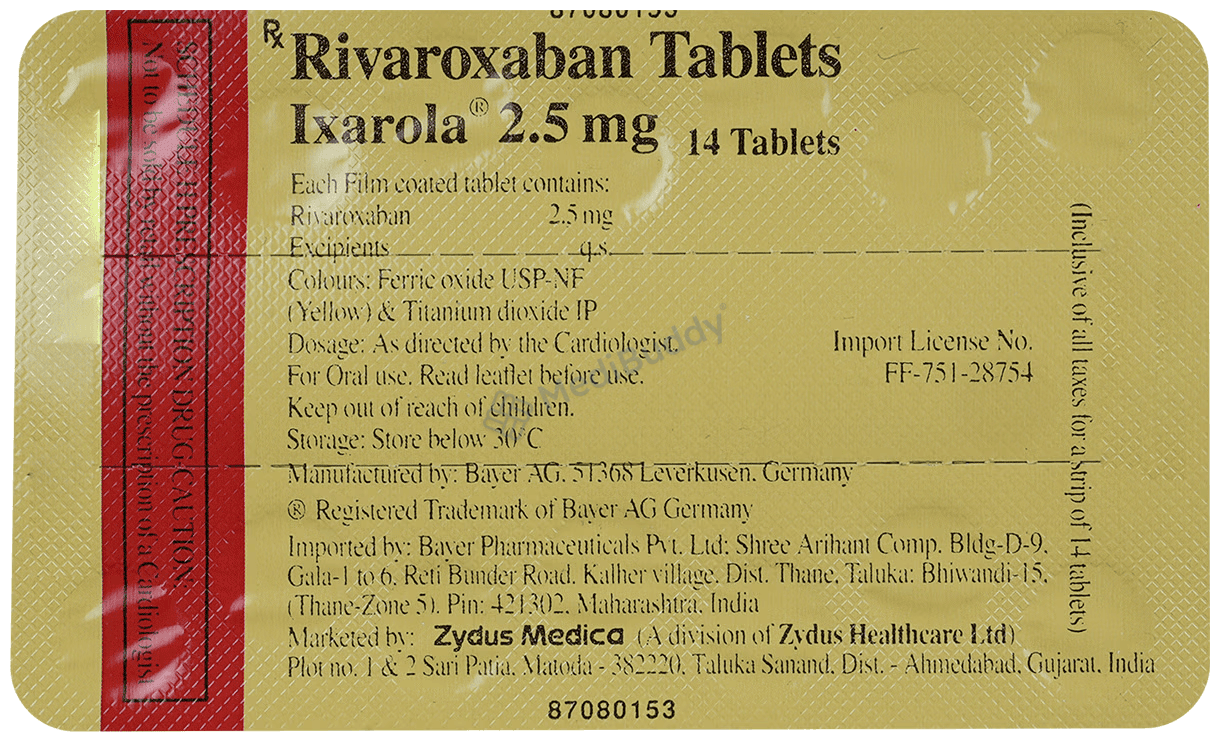 87080153
Rx Rivaroxaban Tablets
Ixarola® 2.5 mg 14 Tablets
Each Film coated tablet contains:
Rivaroxaban 2.5 mg
Excipients q.s.
Colours: Ferric oxide USP-NF
(Yellow) & Titanium dioxide IP
Dosage: As directed by the Cardiologist.
For Oral use. Read leaflet before use.
Keep out of reach of children.
Storage: Store below 30°C
Import License No.
FF-751-28754
Manufactured by: Bayer AG, 51368 Leverkusen, Germany
® Registered Trademark of Bayer AG Germany
Imported by: Bayer Pharmaceuticals Pvt. Ltd; Shree Arihant Comp. Bldg-D-9,
Gala-1 to 6, Reti Bunder Road, Kalher village, Dist. Thane, Taluka: Bhiwandi-15,
(Thane-Zone 5), Pin: 421302, Maharashtra, India
Marketed by: Zydus Medica (A division of Zydus Healthcare Ltd)
Plot no. 1 & 2 Sari Patia, Matoda - 382220, Taluka Sanand, Dist. - Ahmedabad, Gujarat, India
87080153
SCHEDULE H PRESCRIPTION DRUG-CAUTION:
Not to be sold by retail without the prescription of a Cardiologist
(Inclusive of all taxes for a strip of 14 tablets)
MediBuddy